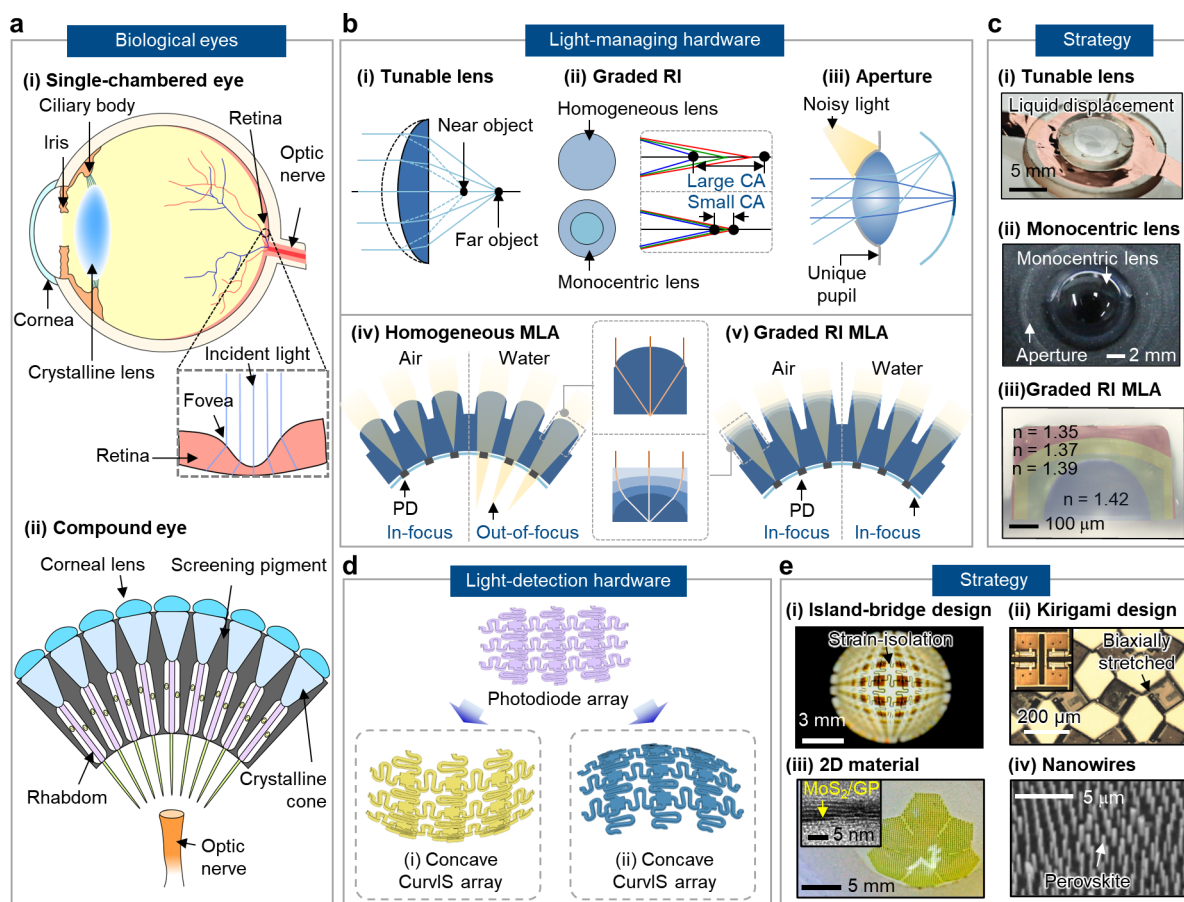 a
Biological eyes
(i) Single-chambered eye
Ciliary body
Iris
Retina
Optic
nerve
Cornea
Crystalline lens
Incident light
Fovea
Retina
(ii) Compound eye
Corneal lens
Screening pigment
Rhabdom
Crystalline
cone
Optic
nerve
b
Light-managing hardware
(i) Tunable lens
Near object
Far object
(ii) Graded RI
Homogeneous lens
Monocentric lens
Large CA
Small CA
(iii) Aperture
Noisy light
Unique
pupil
(iv) Homogeneous MLA
Air
Water
PD
In-focus
Out-of-focus
(v) Graded RI MLA
Air
Water
PD
In-focus
In-focus
c
Strategy
(i) Tunable lens
Liquid displacement
5 mm
(ii) Monocentric lens
Monocentric lens
Aperture
2 mm
(iii)Graded RI MLA
n = 1.35
n = 1.37
n = 1.39
n = 1.42
100 μm
d
Light-detection hardware
Photodiode array
(i) Concave
CurvIS array
(ii) Concave
CurvIS array
e
Strategy
(i) Island-bridge design
Strain-isolation
3 mm
(ii) Kirigami design
Biaxially
stretched
200 μm
(iii) 2D material
MoS₂/GP
5 nm
5 mm
(iv) Nanowires
5 μm
Perovskite